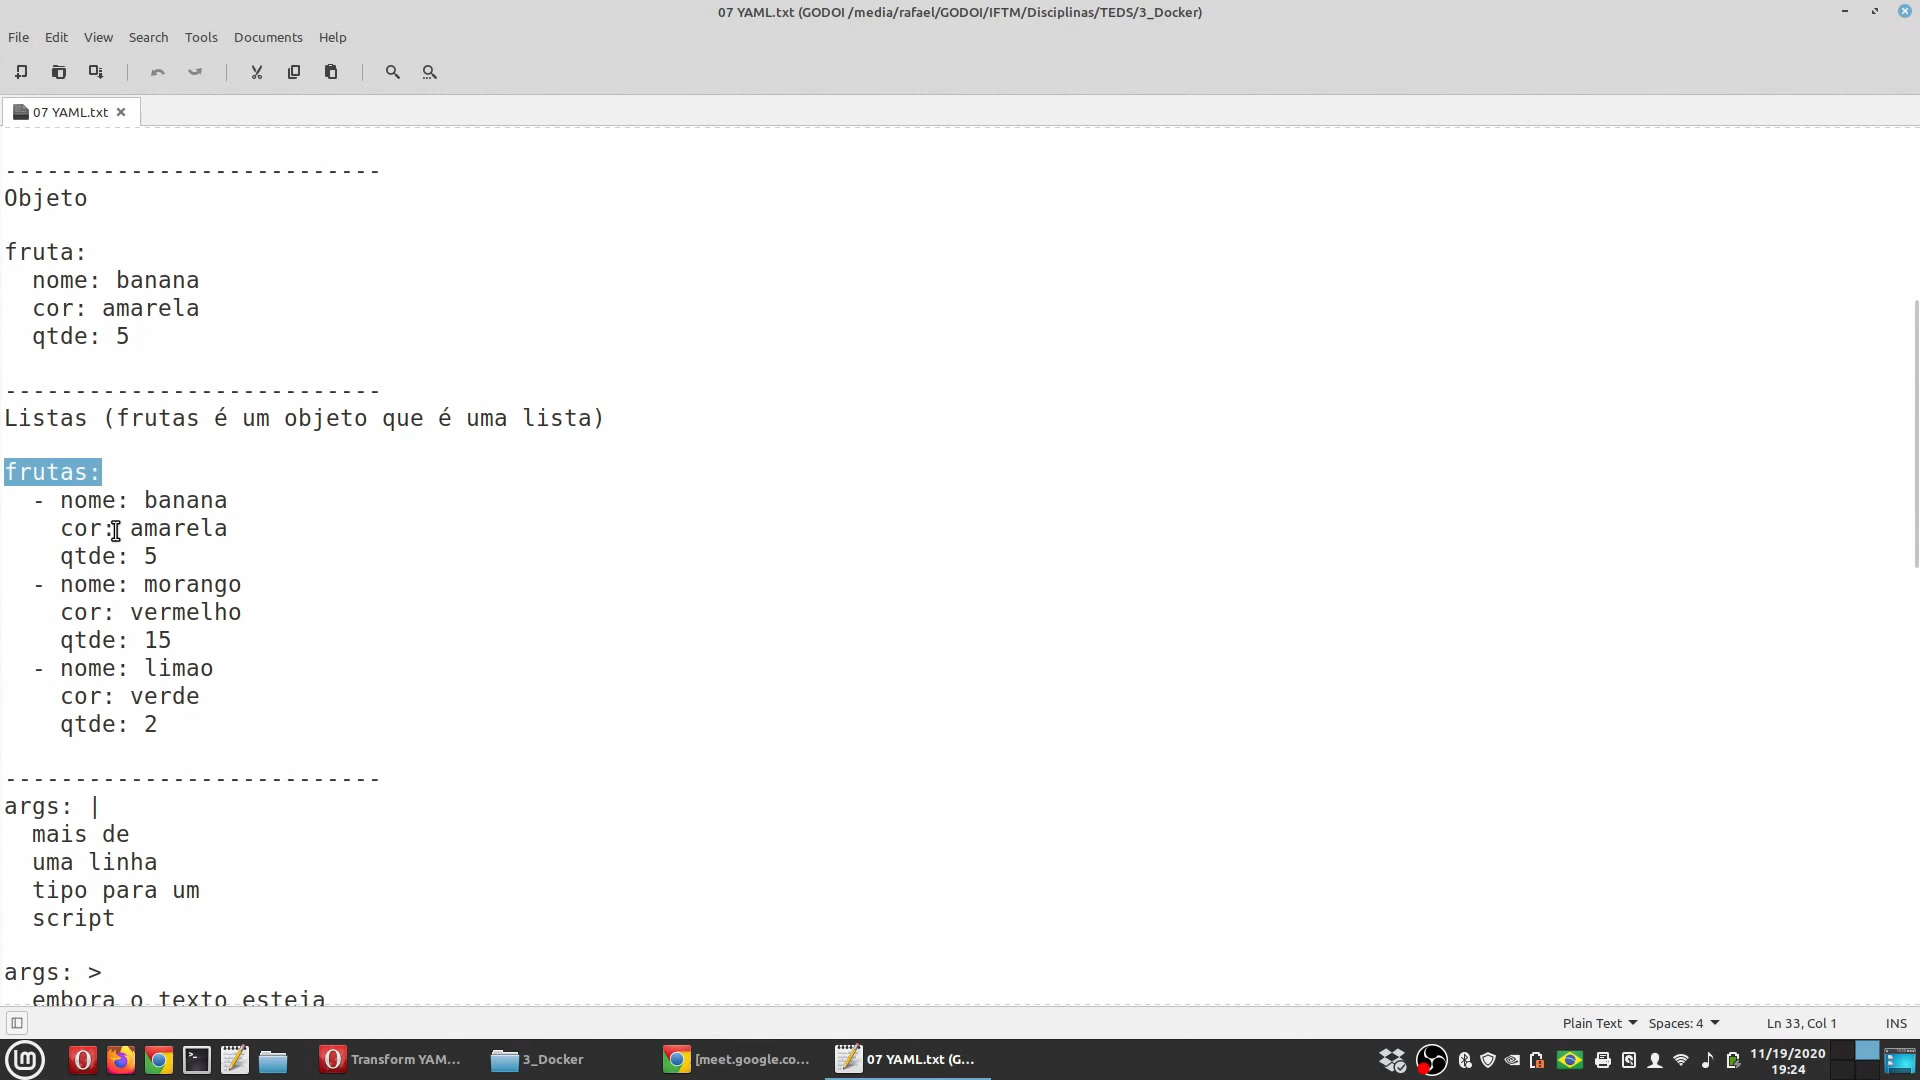 07 YAML.txt (GODOI /media/rafael/GODOI/IFTM/Disciplinas/TEDS/3_Docker)
File Edit View Search Tools Documents Help
07 YAML.txt
---------------------------
Objeto
fruta:
nome: banana
cor: amarela
qtde: 5
---------------------------
Listas (frutas é um objeto que é uma lista)
frutas:
- nome: banana
cor: amarela
qtde: 5
- nome: morango
cor: vermelho
qtde: 15
- nome: limao
cor: verde
qtde: 2
---------------------------
args: |
mais de
uma linha
tipo para um
script
args: >
embora o texto esteja
Plain Text Spaces: 4 Ln 33, Col 1 INS
Transform YAM... 3_Docker [meet.google.co... 07 YAML.txt (G... 11/19/2020
19:24